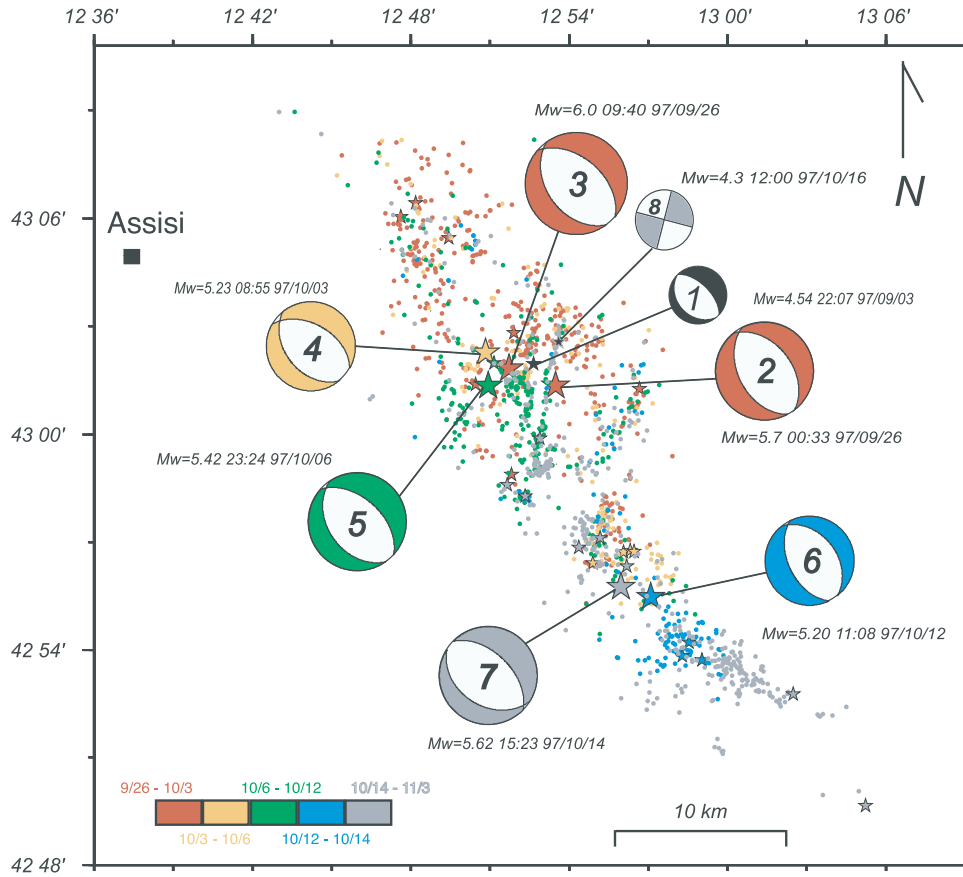 12 36' 12 42' 12 48' 12 54' 13 00' 13 06'
Mw=6.0 09:40 97/09/26
3
Mw=4.3 12:00 97/10/16
8
N
43 06'
Assisi
Mw=5.23 08:55 97/10/03
1
Mw=4.54 22:07 97/09/03
4
2
43 00'
Mw=5.7 00:33 97/09/26
Mw=5.42 23:24 97/10/06
5
6
42 54'
Mw=5.20 11:08 97/10/12
7
Mw=5.62 15:23 97/10/14
9/26 - 10/3 10/6 - 10/12 10/14 - 11/3
10/3 - 10/6 10/12 - 10/14
10 km
42 48'